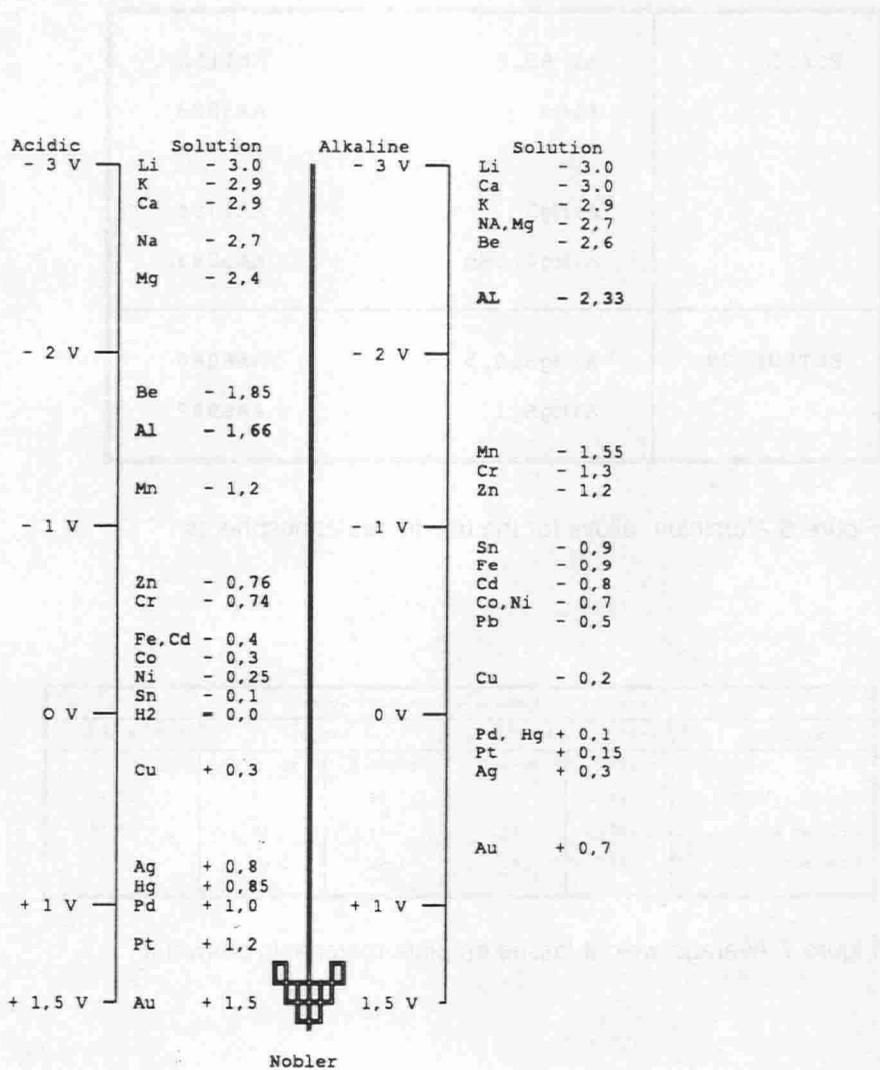 Acidic Solution
- 3 V Li - 3.0
K - 2,9
Ca - 2,9
Na - 2,7
Mg - 2,4
- 2 V
Be - 1,85
Al - 1,66
Mn - 1,2
- 1 V
Zn - 0,76
Cr - 0,74
Fe,Cd - 0,4
Co - 0,3
Ni - 0,25
Sn - 0,1
O V H2 - 0,0
Cu + 0,3
Ag + 0,8
Hg + 0,85
+ 1 V Pd + 1,0
Pt + 1,2
+ 1,5 V Au + 1,5
Alkaline Solution
- 3 V Li - 3.0
Ca - 3.0
K - 2.9
NA,Mg - 2,7
Be - 2,6
AL - 2,33
- 2 V
Mn - 1,55
Cr - 1,3
Zn - 1,2
- 1 V
Sn - 0,9
Fe - 0,9
Cd - 0,8
Co,Ni - 0,7
Pb - 0,5
Cu - 0,2
0 V
Pd, Hg + 0,1
Pt + 0,15
Ag + 0,3
Au + 0,7
+ 1 V
1,5 V
Nobler